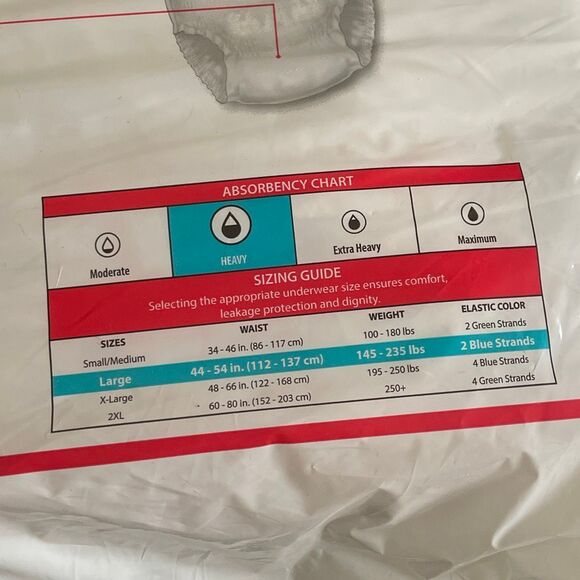 ABSORBENCY CHART
Moderate HEAVY Extra Heavy Maximum
SIZING GUIDE
Selecting the appropriate underwear size ensures comfort,
leakage protection and dignity.
SIZES WAIST WEIGHT ELASTIC COLOR
Small/Medium 34 - 46 in. (86 - 117 cm) 100 - 180 lbs 2 Green Strands
Large 44 - 54 in. (112 - 137 cm) 145 - 235 lbs 2 Blue Strands
X-Large 48 - 66 in. (122 - 168 cm) 195 - 250 lbs 4 Blue Strands
2XL 60 - 80 in. (152 - 203 cm) 250+ 4 Green Strands